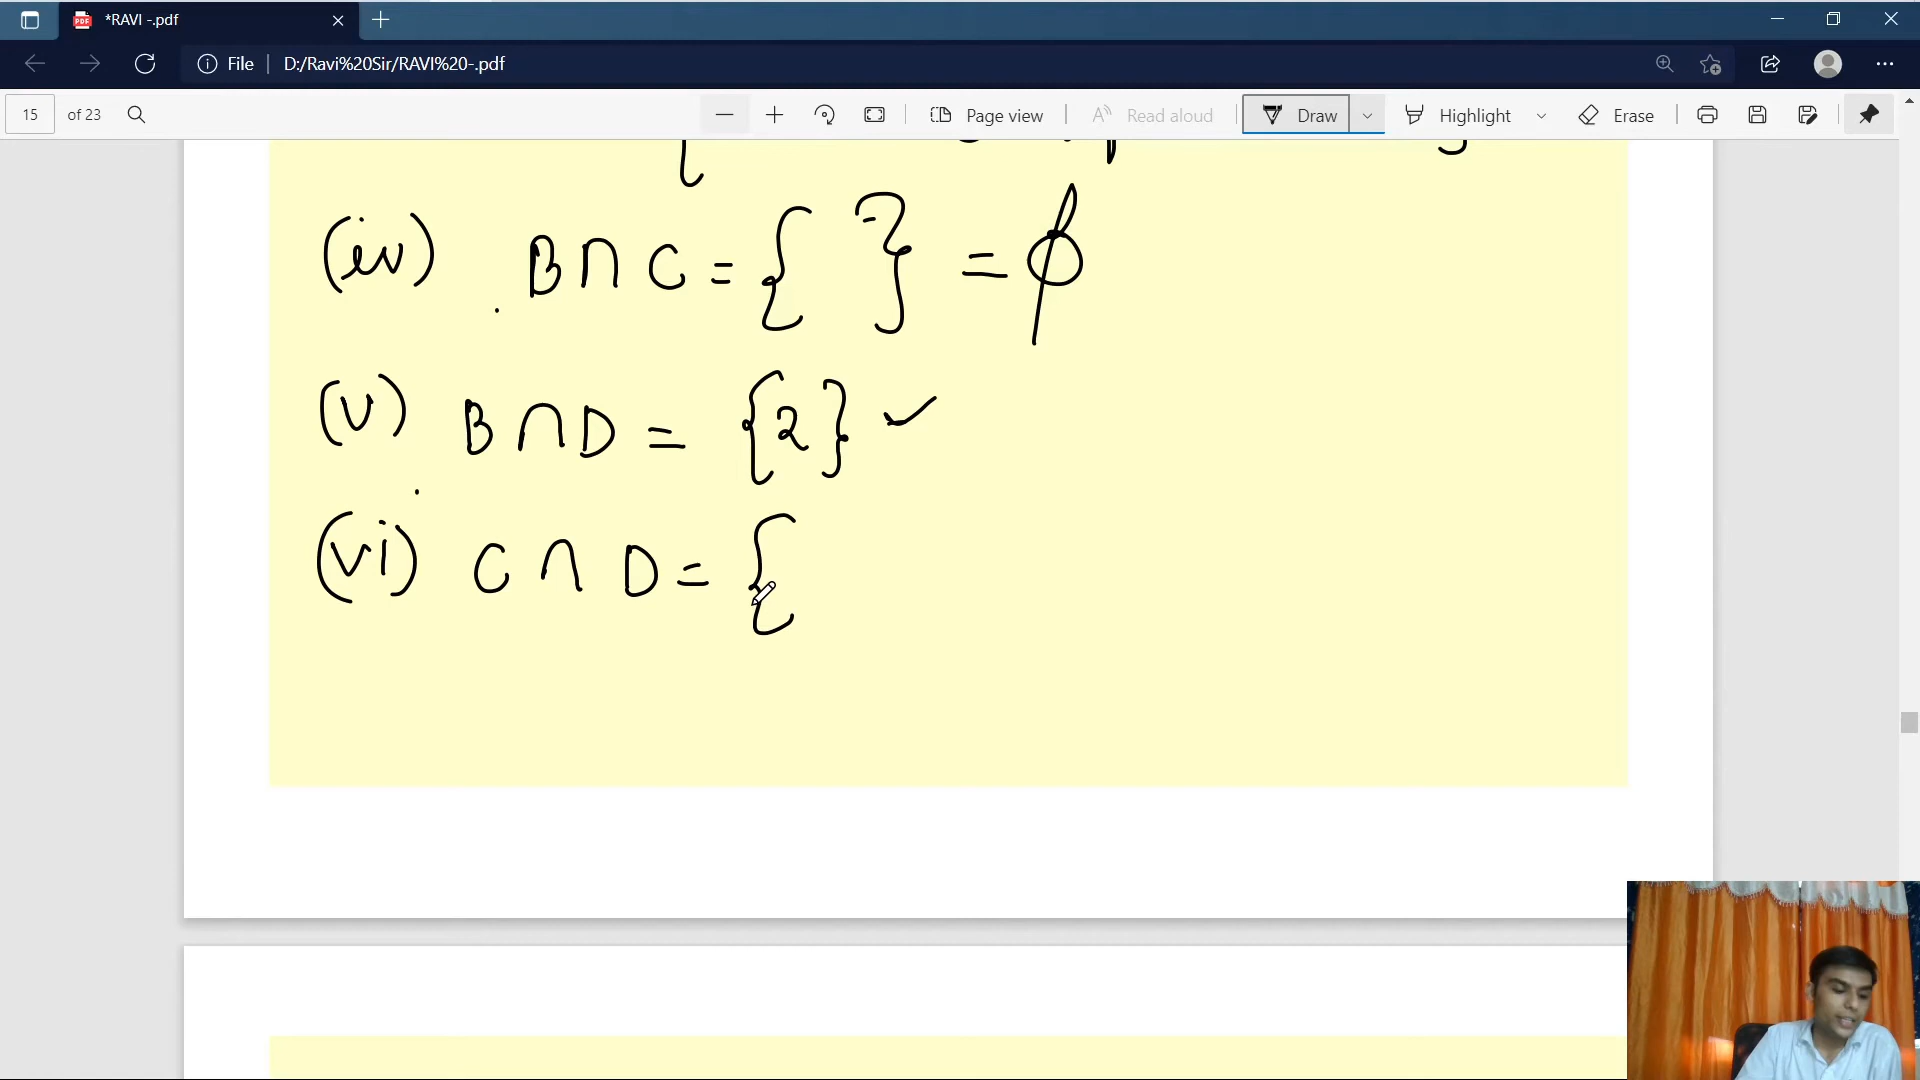 *RAVI -.pdf
File D:/Ravi%20Sir/RAVI%20-.pdf
15 of 23 Page view Read aloud Draw Highlight Erase
(iv) B∩C = { } = ϕ
(v) B∩D = {2} ✓
(vi) C∩D = {